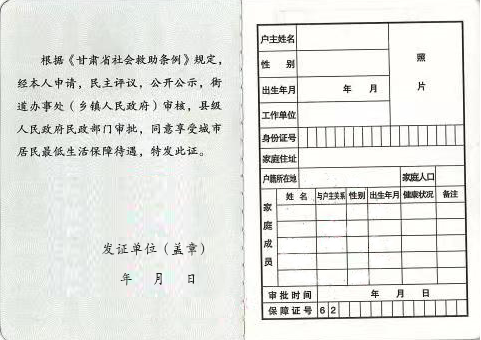 根据《甘肃省社会救助条例》规定，
经本人申请，民主评议，公开公示，街
道办事处（乡镇人民政府）审核，县级
人民政府民政部门审批，同意享受城市
居民最低生活保障待遇，特发此证。
发证单位（盖章）
年 月 日
户主姓名
照片
性 别
出生年月 年 月
工作单位
身份证号
家庭住址
户籍所在地 家庭人口
家庭成员
姓 名 与户主关系 性别 出生年月 健康状况 备注
审批时间 年 月 日
保障证号 6 2